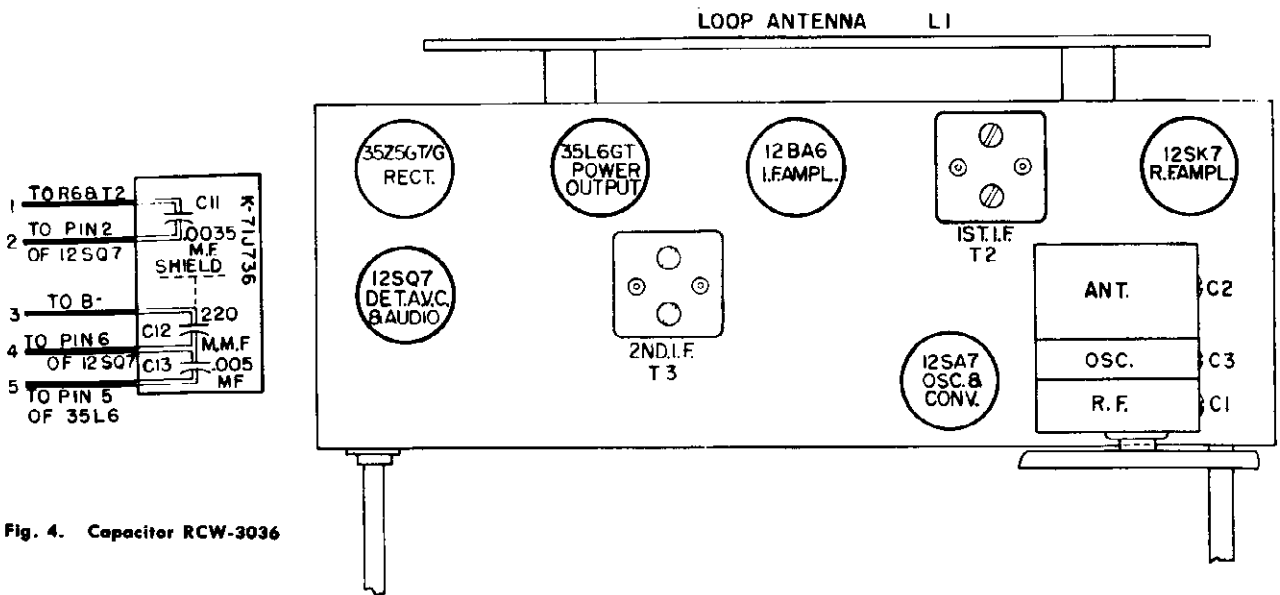 LOOP ANTENNA L1
35Z5GT/G
RECT.
35L6GT
POWER
OUTPUT
12BA6
I.F.AMPL.
1ST. I.F.
T2
12SK7
R.F.AMPL.
1 TO R6 & T2
C11
K-71J736
2 TO PIN 2
OF 12SQ7
.0035
M.F.
SHIELD
3 TO B-
220
M.M.F
C12
4 TO PIN 6
OF 12SQ7
C13
.005
MF
5 TO PIN 5
OF 35L6
12SQ7
DET.A.V.C.
& AUDIO
2ND.I.F.
T3
12SA7
OSC. &
CONV.
ANT.
C2
OSC.
C3
R.F.
C1
Fig. 4. Capacitor RCW-3036